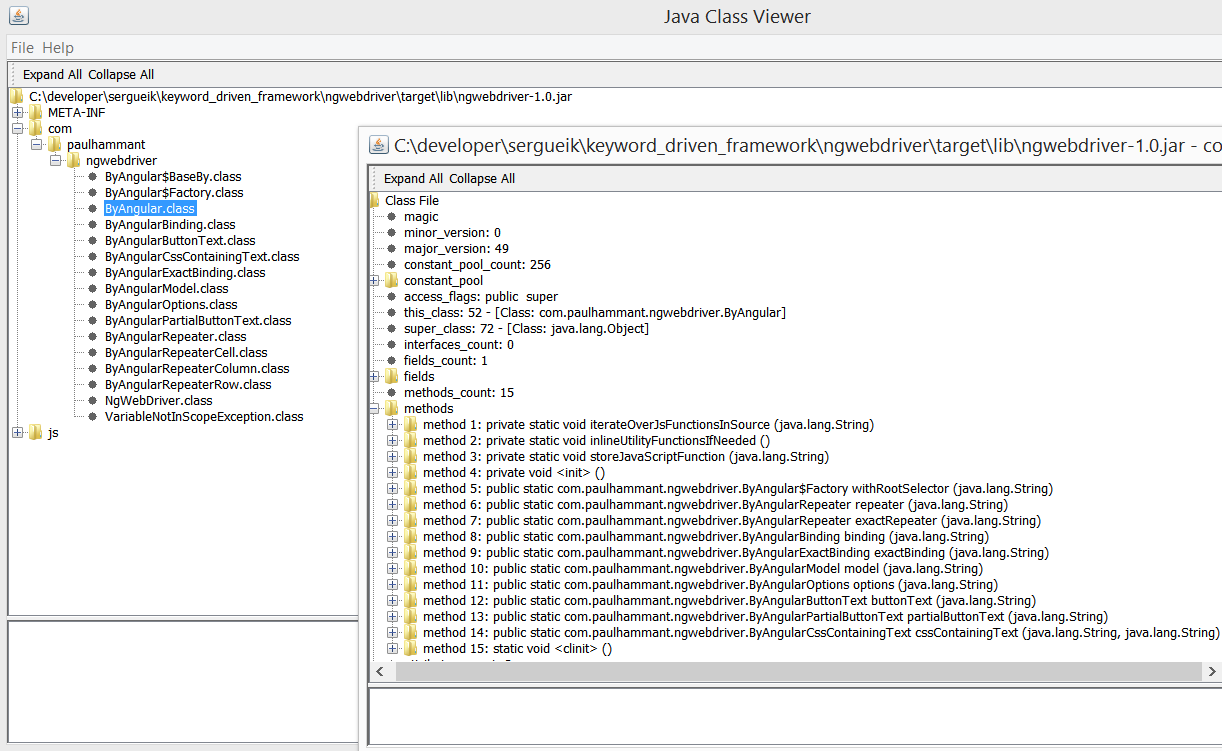 Java Class Viewer
File Help
Expand All Collapse All
C:\developer\sergueik\keyword_driven_framework\ngwebdriver\target\lib\ngwebdriver-1.0.jar
META-INF
com
paulhammant
ngwebdriver
ByAngular$BaseBy.class
ByAngular$Factory.class
ByAngular.class
ByAngularBinding.class
ByAngularButtonText.class
ByAngularCssContainingText.class
ByAngularExactBinding.class
ByAngularModel.class
ByAngularOptions.class
ByAngularPartialButtonText.class
ByAngularRepeater.class
ByAngularRepeaterCell.class
ByAngularRepeaterColumn.class
ByAngularRepeaterRow.class
NgWebDriver.class
VariableNotInScopeException.class
js
C:\developer\sergueik\keyword_driven_framework\ngwebdriver\target\lib\ngwebdriver-1.0.jar - co
Expand All Collapse All
Class File
magic
minor_version: 0
major_version: 49
constant_pool_count: 256
constant_pool
access_flags: public super
this_class: 52 - [Class: com.paulhammant.ngwebdriver.ByAngular]
super_class: 72 - [Class: java.lang.Object]
interfaces_count: 0
fields_count: 1
fields
methods_count: 15
methods
method 1: private static void iterateOverJsFunctionsInSource (java.lang.String)
method 2: private static void inlineUtilityFunctionsIfNeeded ()
method 3: private static void storeJavaScriptFunction (java.lang.String)
method 4: private void <init> ()
method 5: public static com.paulhammant.ngwebdriver.ByAngular$Factory withRootSelector (java.lang.String)
method 6: public static com.paulhammant.ngwebdriver.ByAngularRepeater repeater (java.lang.String)
method 7: public static com.paulhammant.ngwebdriver.ByAngularRepeater exactRepeater (java.lang.String)
method 8: public static com.paulhammant.ngwebdriver.ByAngularBinding binding (java.lang.String)
method 9: public static com.paulhammant.ngwebdriver.ByAngularExactBinding exactBinding (java.lang.String)
method 10: public static com.paulhammant.ngwebdriver.ByAngularModel model (java.lang.String)
method 11: public static com.paulhammant.ngwebdriver.ByAngularOptions options (java.lang.String)
method 12: public static com.paulhammant.ngwebdriver.ByAngularButtonText buttonText (java.lang.String)
method 13: public static com.paulhammant.ngwebdriver.ByAngularPartialButtonText partialButtonText (java.lang.String)
method 14: public static com.paulhammant.ngwebdriver.ByAngularCssContainingText cssContainingText (java.lang.String, java.lang.String)
method 15: static void <clinit> ()